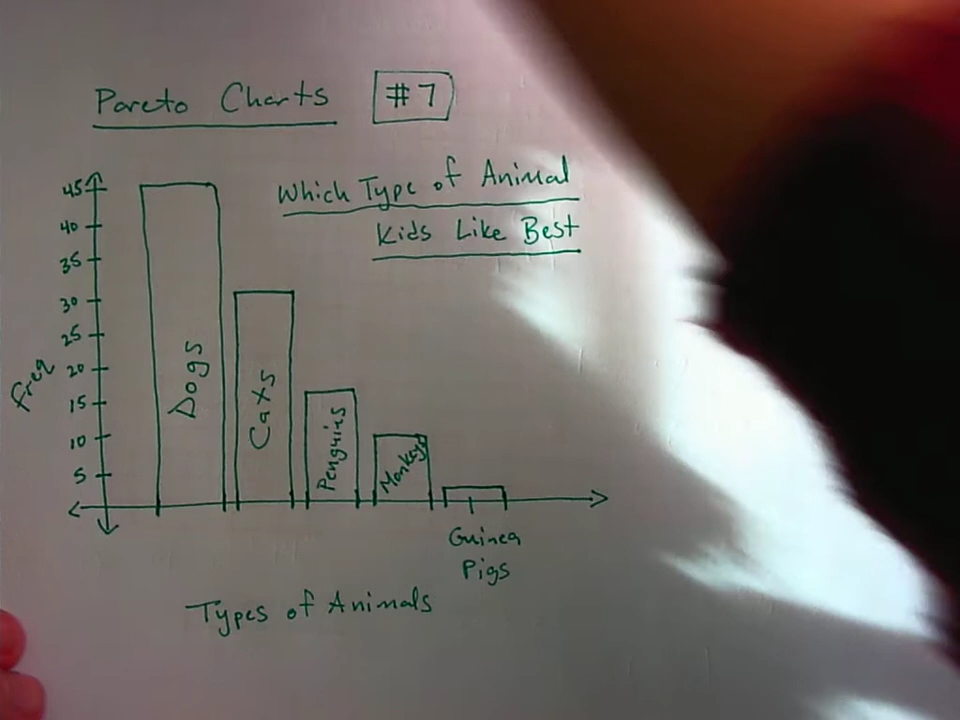 Pareto Charts #7
Which Type of Animal
Kids Like Best
45
40
35
30
25
20
15
10
5
Freq
Dogs
Cats
Penguins
Monkeys
Guinea
Pigs
Types of Animals